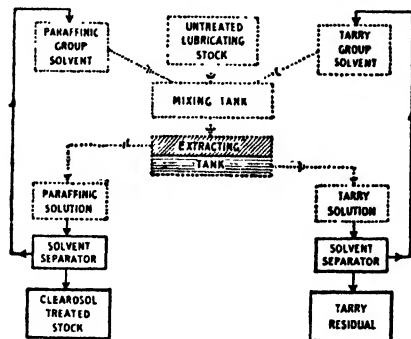 PARAFFINIC
GROUP
SOLVENT
UNTREATED
LUBRICATING
STOCK
TARRY
GROUP
SOLVENT
MIXING TANK
EXTRACTING
TANK
PARAFFINIC
SOLUTION
TARRY
SOLUTION
SOLVENT
SEPARATOR
SOLVENT
SEPARATOR
CLEAROSOL
TREATED
STOCK
TARRY
RESIDUAL